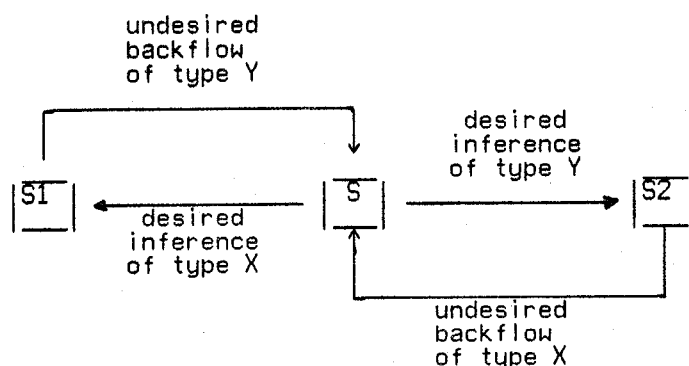 undesired
backflow
of type Y
desired
inference
of type Y
S1
S
S2
desired
inference
of type X
undesired
backflow
of type X